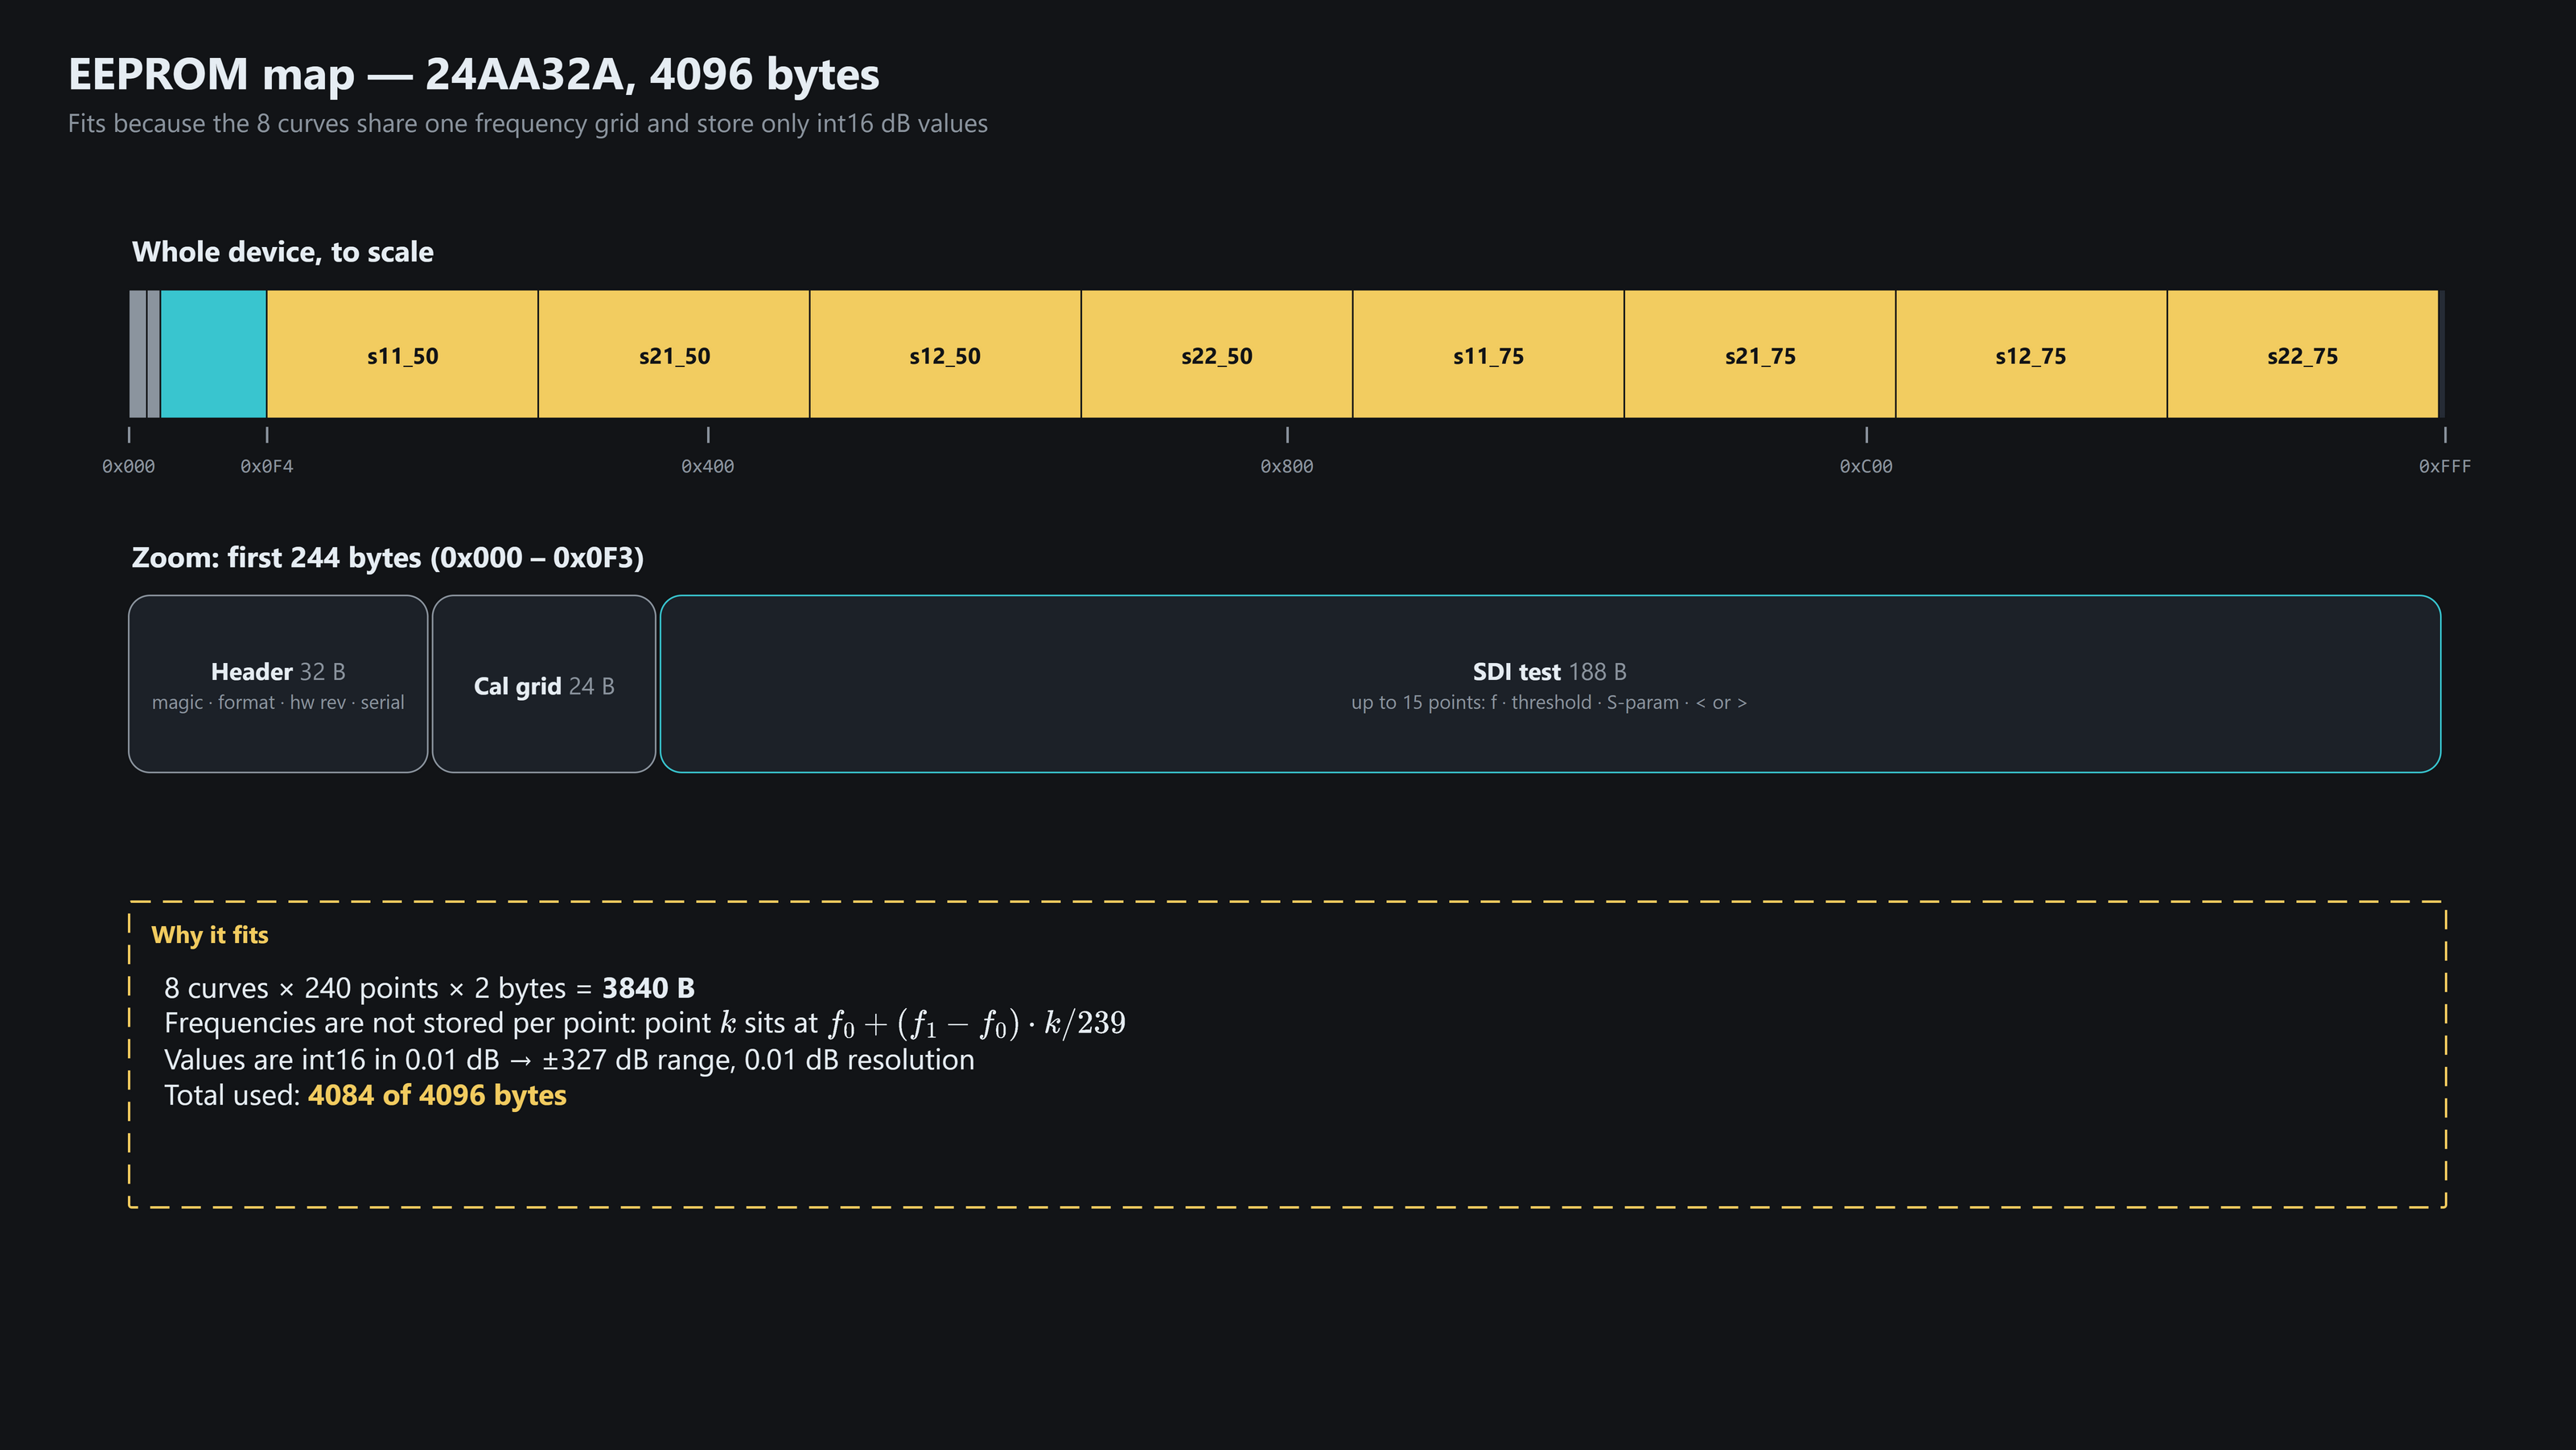 EEPROM map — 24AA32A, 4096 bytes
Fits because the 8 curves share one frequency grid and store only int16 dB values
Whole device, to scale
s11_50 s21_50 s12_50 s22_50 s11_75 s21_75 s12_75 s22_75
0x000 0x0F4 0x400 0x800 0xC00 0xFFF
Zoom: first 244 bytes (0x000 – 0x0F3)
Header 32 B
magic · format · hw rev · serial
Cal grid 24 B
SDI test 188 B
up to 15 points: f · threshold · S-param · < or >
Why it fits
8 curves × 240 points × 2 bytes = 3840 B
Frequencies are not stored per point: point k sits at f₀ + (f₁ − f₀) · k/239
Values are int16 in 0.01 dB → ±327 dB range, 0.01 dB resolution
Total used: 4084 of 4096 bytes